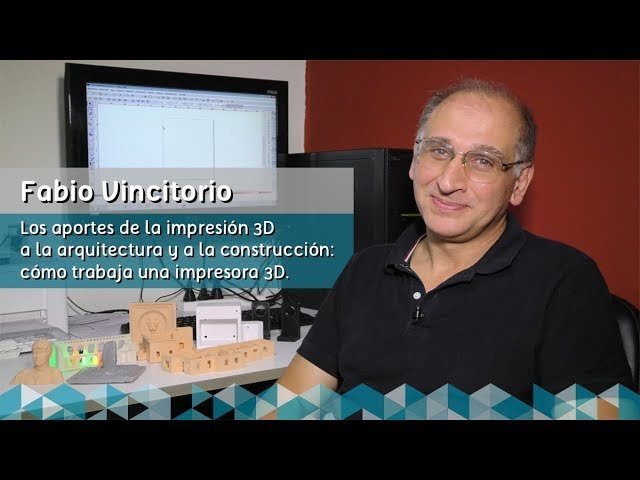 Fabio Vincitorio
Los aportes de la impresión 3D
a la arquitectura y a la construcción:
cómo trabaja una impresora 3D.